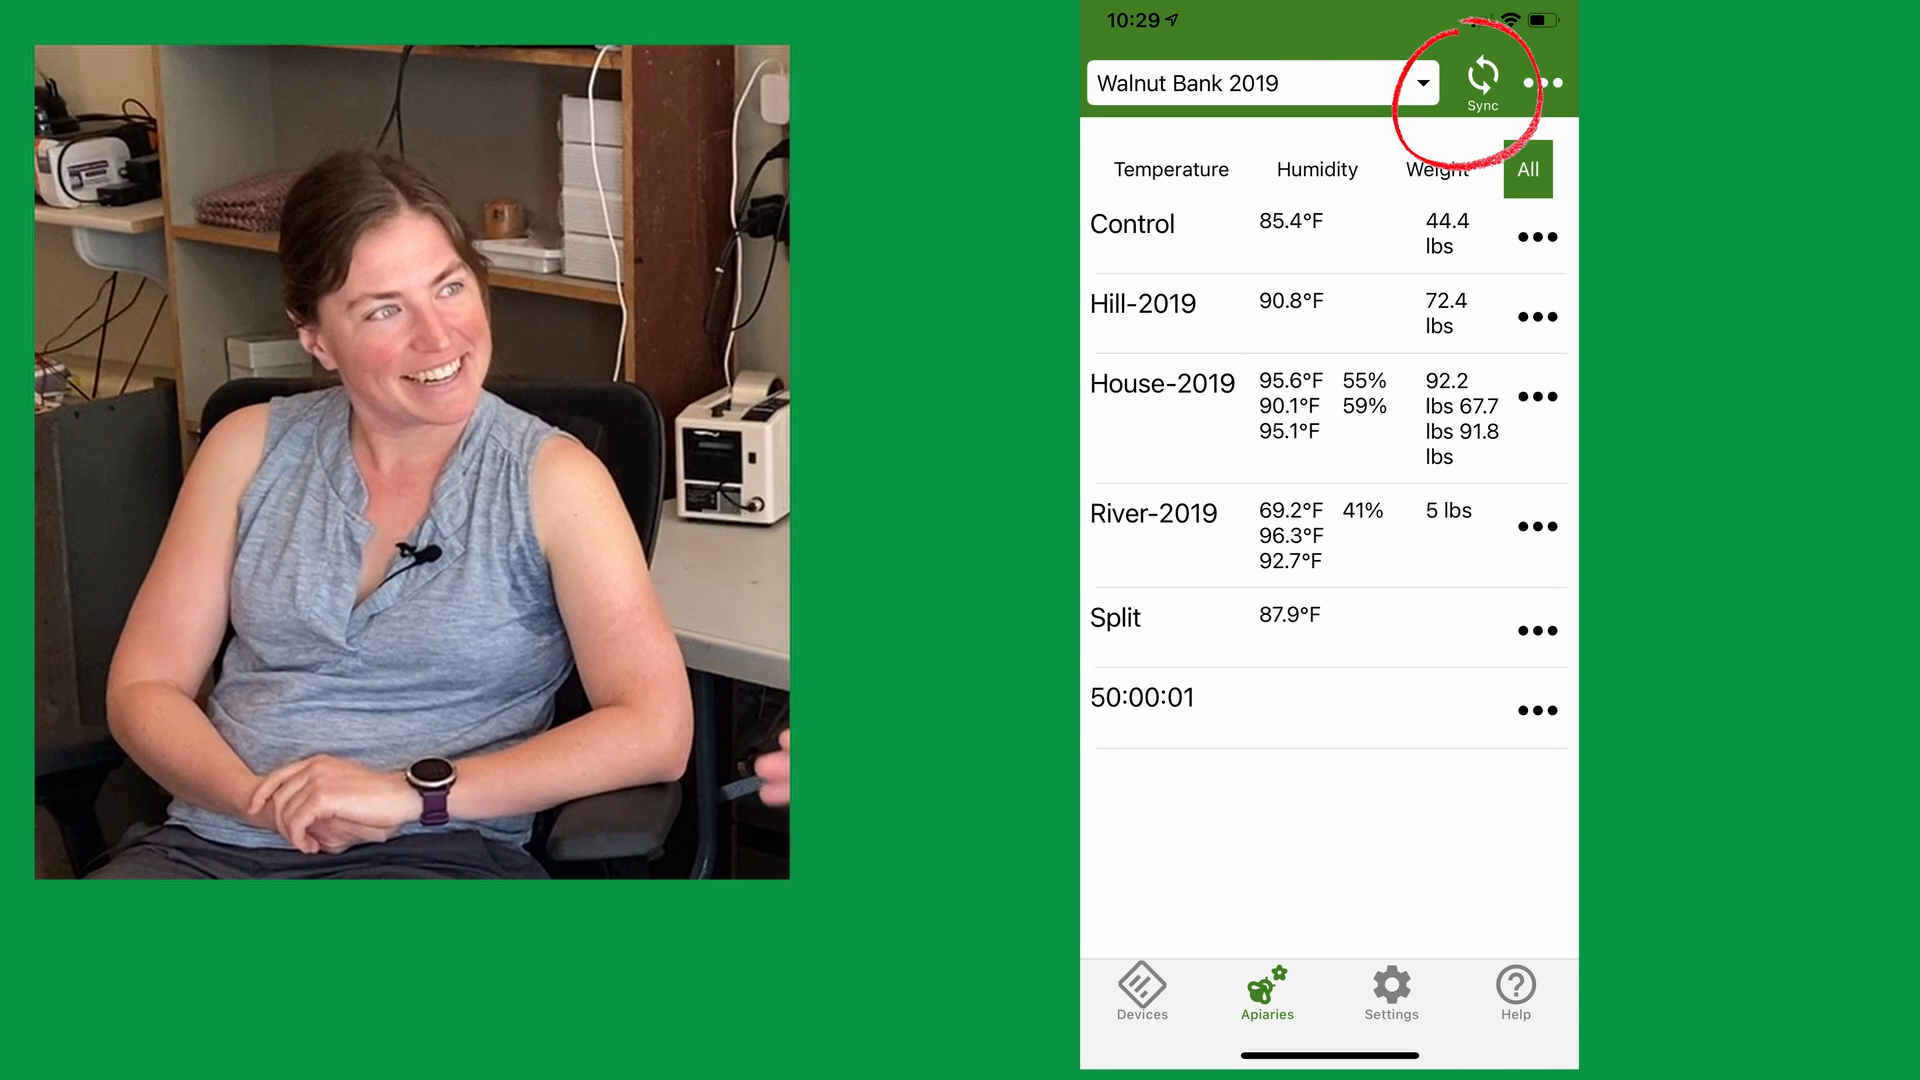 10:29
Walnut Bank 2019
Sync
Temperature Humidity Weight All
Control 85.4°F 44.4
lbs
Hill-2019 90.8°F 72.4
lbs
House-2019 95.6°F 55% 92.2
90.1°F 59% lbs 67.7
95.1°F lbs 91.8
lbs
River-2019 69.2°F 41% 5 lbs
96.3°F
92.7°F
Split 87.9°F
50:00:01
Devices Apiaries Settings Help